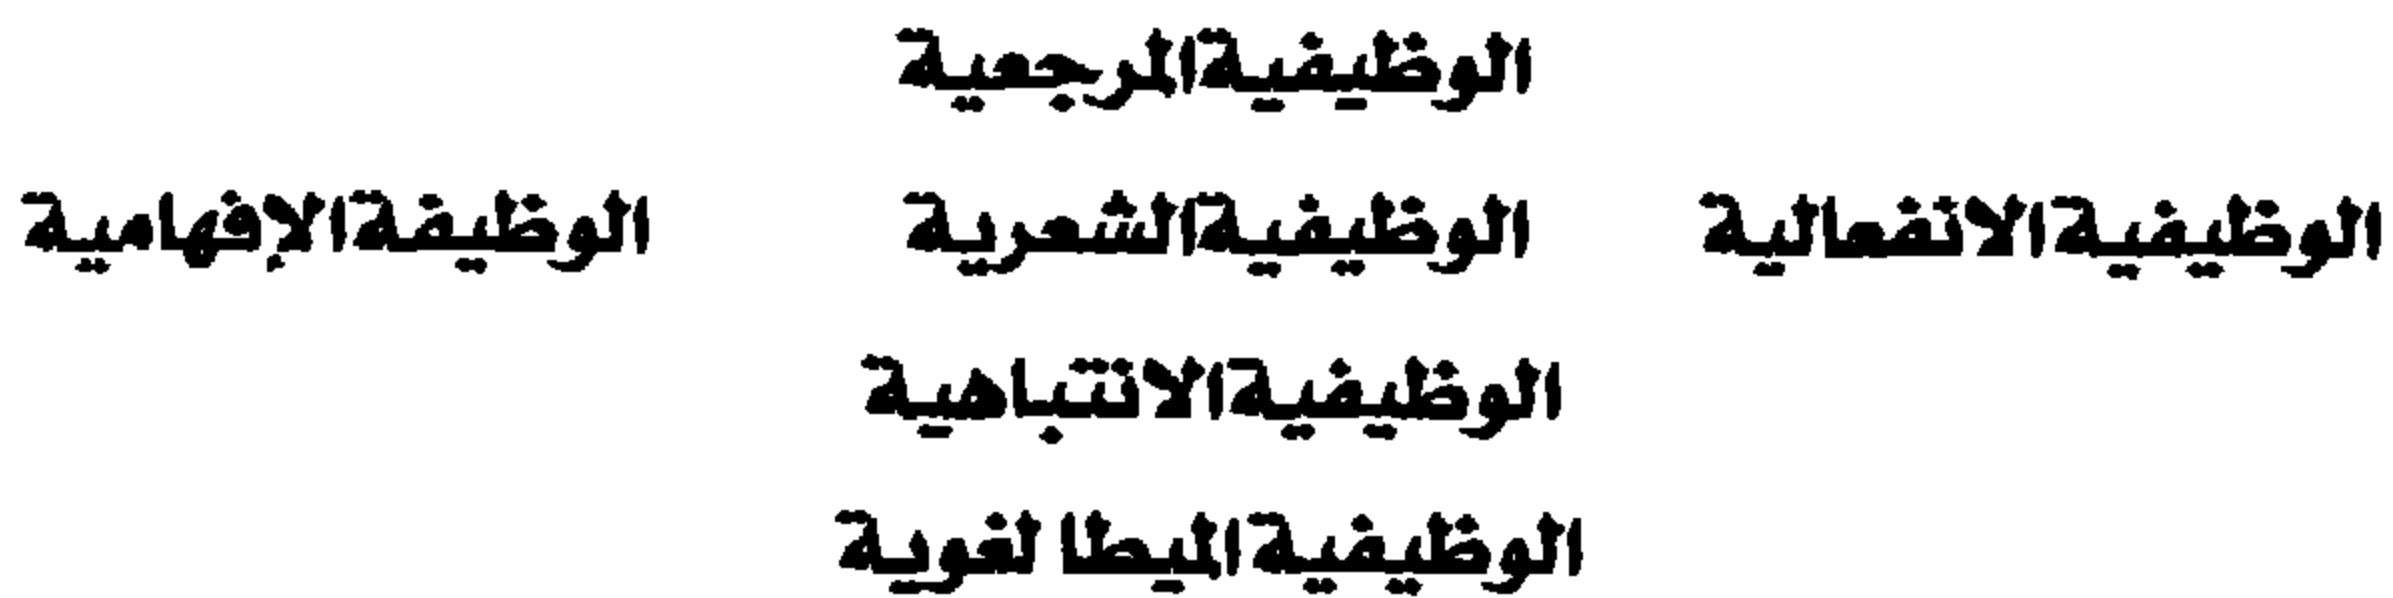 الوظيفية المرجعية
الوظيفية الانفعالية الوظيفية الشعرية الوظيفة الإفهامية
الوظيفية الانتباهية
الوظيفية الميطا لغوية